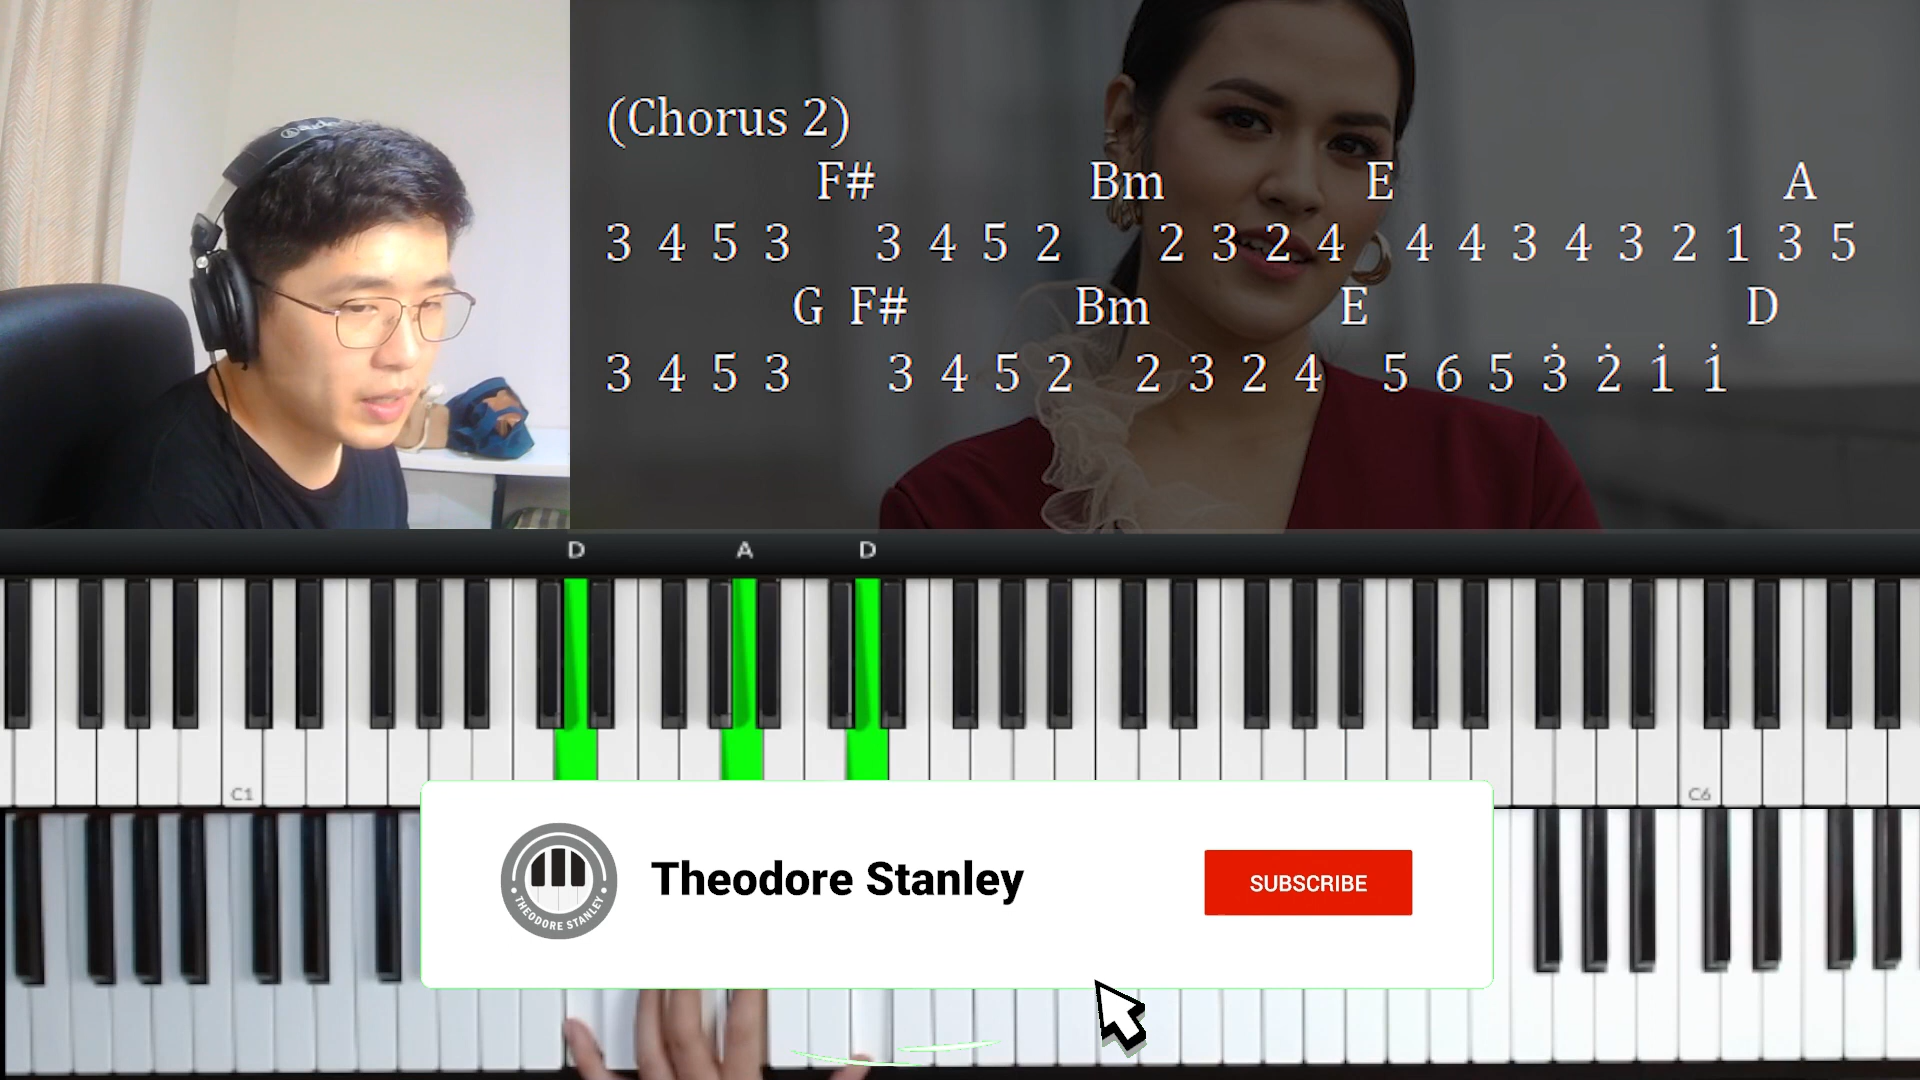 (Chorus 2)
F# Bm E A
3 4 5 3 3 4 5 2 2 3 2 4 4 4 3 4 3 2 1 3 5
G F# Bm E D
3 4 5 3 3 4 5 2 2 3 2 4 5 6 5 3̇ 2̇ 1̇ 1̇
D A D
C1 C6
THEODORE STANLEY
Theodore Stanley
SUBSCRIBE